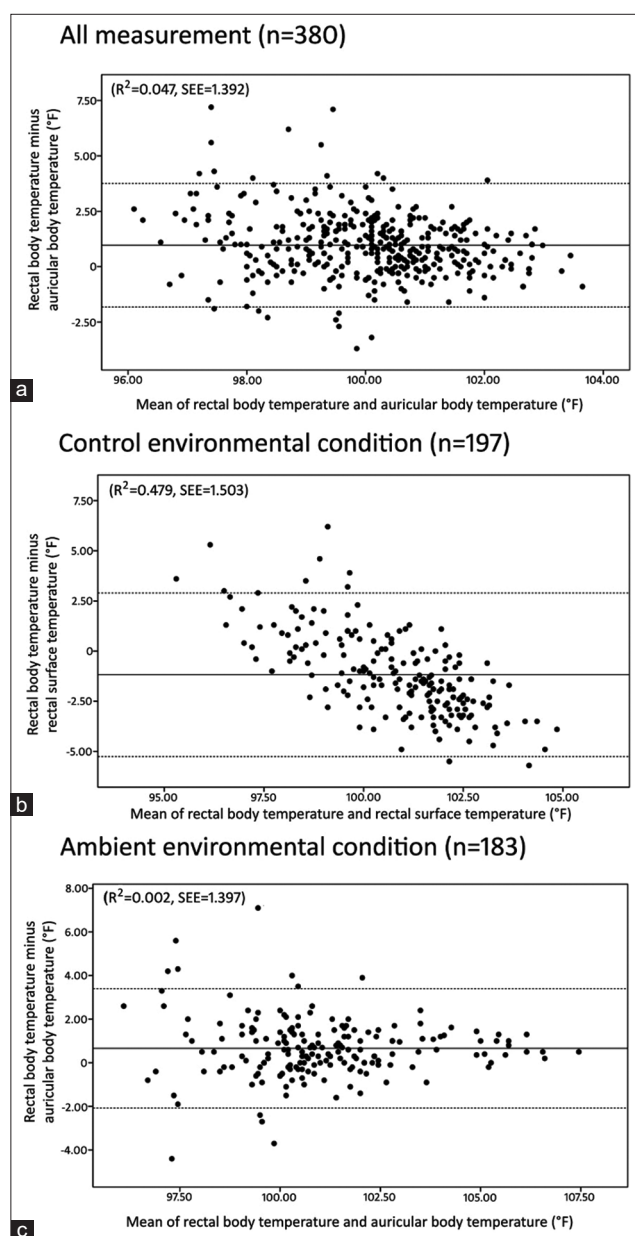 All measurement (n=380)
(R²=0.047, SEE=1.392)
Rectal body temperature minus
auricular body temperature (°F)
7.50
5.00
2.50
0
-2.50
96.00 98.00 100.00 102.00 104.00
Mean of rectal body temperature and auricular body temperature (°F)
a
Control environmental condition (n=197)
(R²=0.479, SEE=1.503)
Rectal body temperature minus
rectal surface temperature (°F)
7.50
5.00
2.50
0
-2.50
-5.00
95.00 97.50 100.00 102.50 105.00
Mean of rectal body temperature and rectal surface temperature (°F)
b
Ambient environmental condition (n=183)
(R²=0.002, SEE=1.397)
Rectal body temperature minus
auricular body temperature (°F)
8.00
6.00
4.00
2.00
0
-2.00
-4.00
97.50 100.00 102.50 105.00 107.50
Mean of rectal body temperature and auricular body temperature (°F)
c